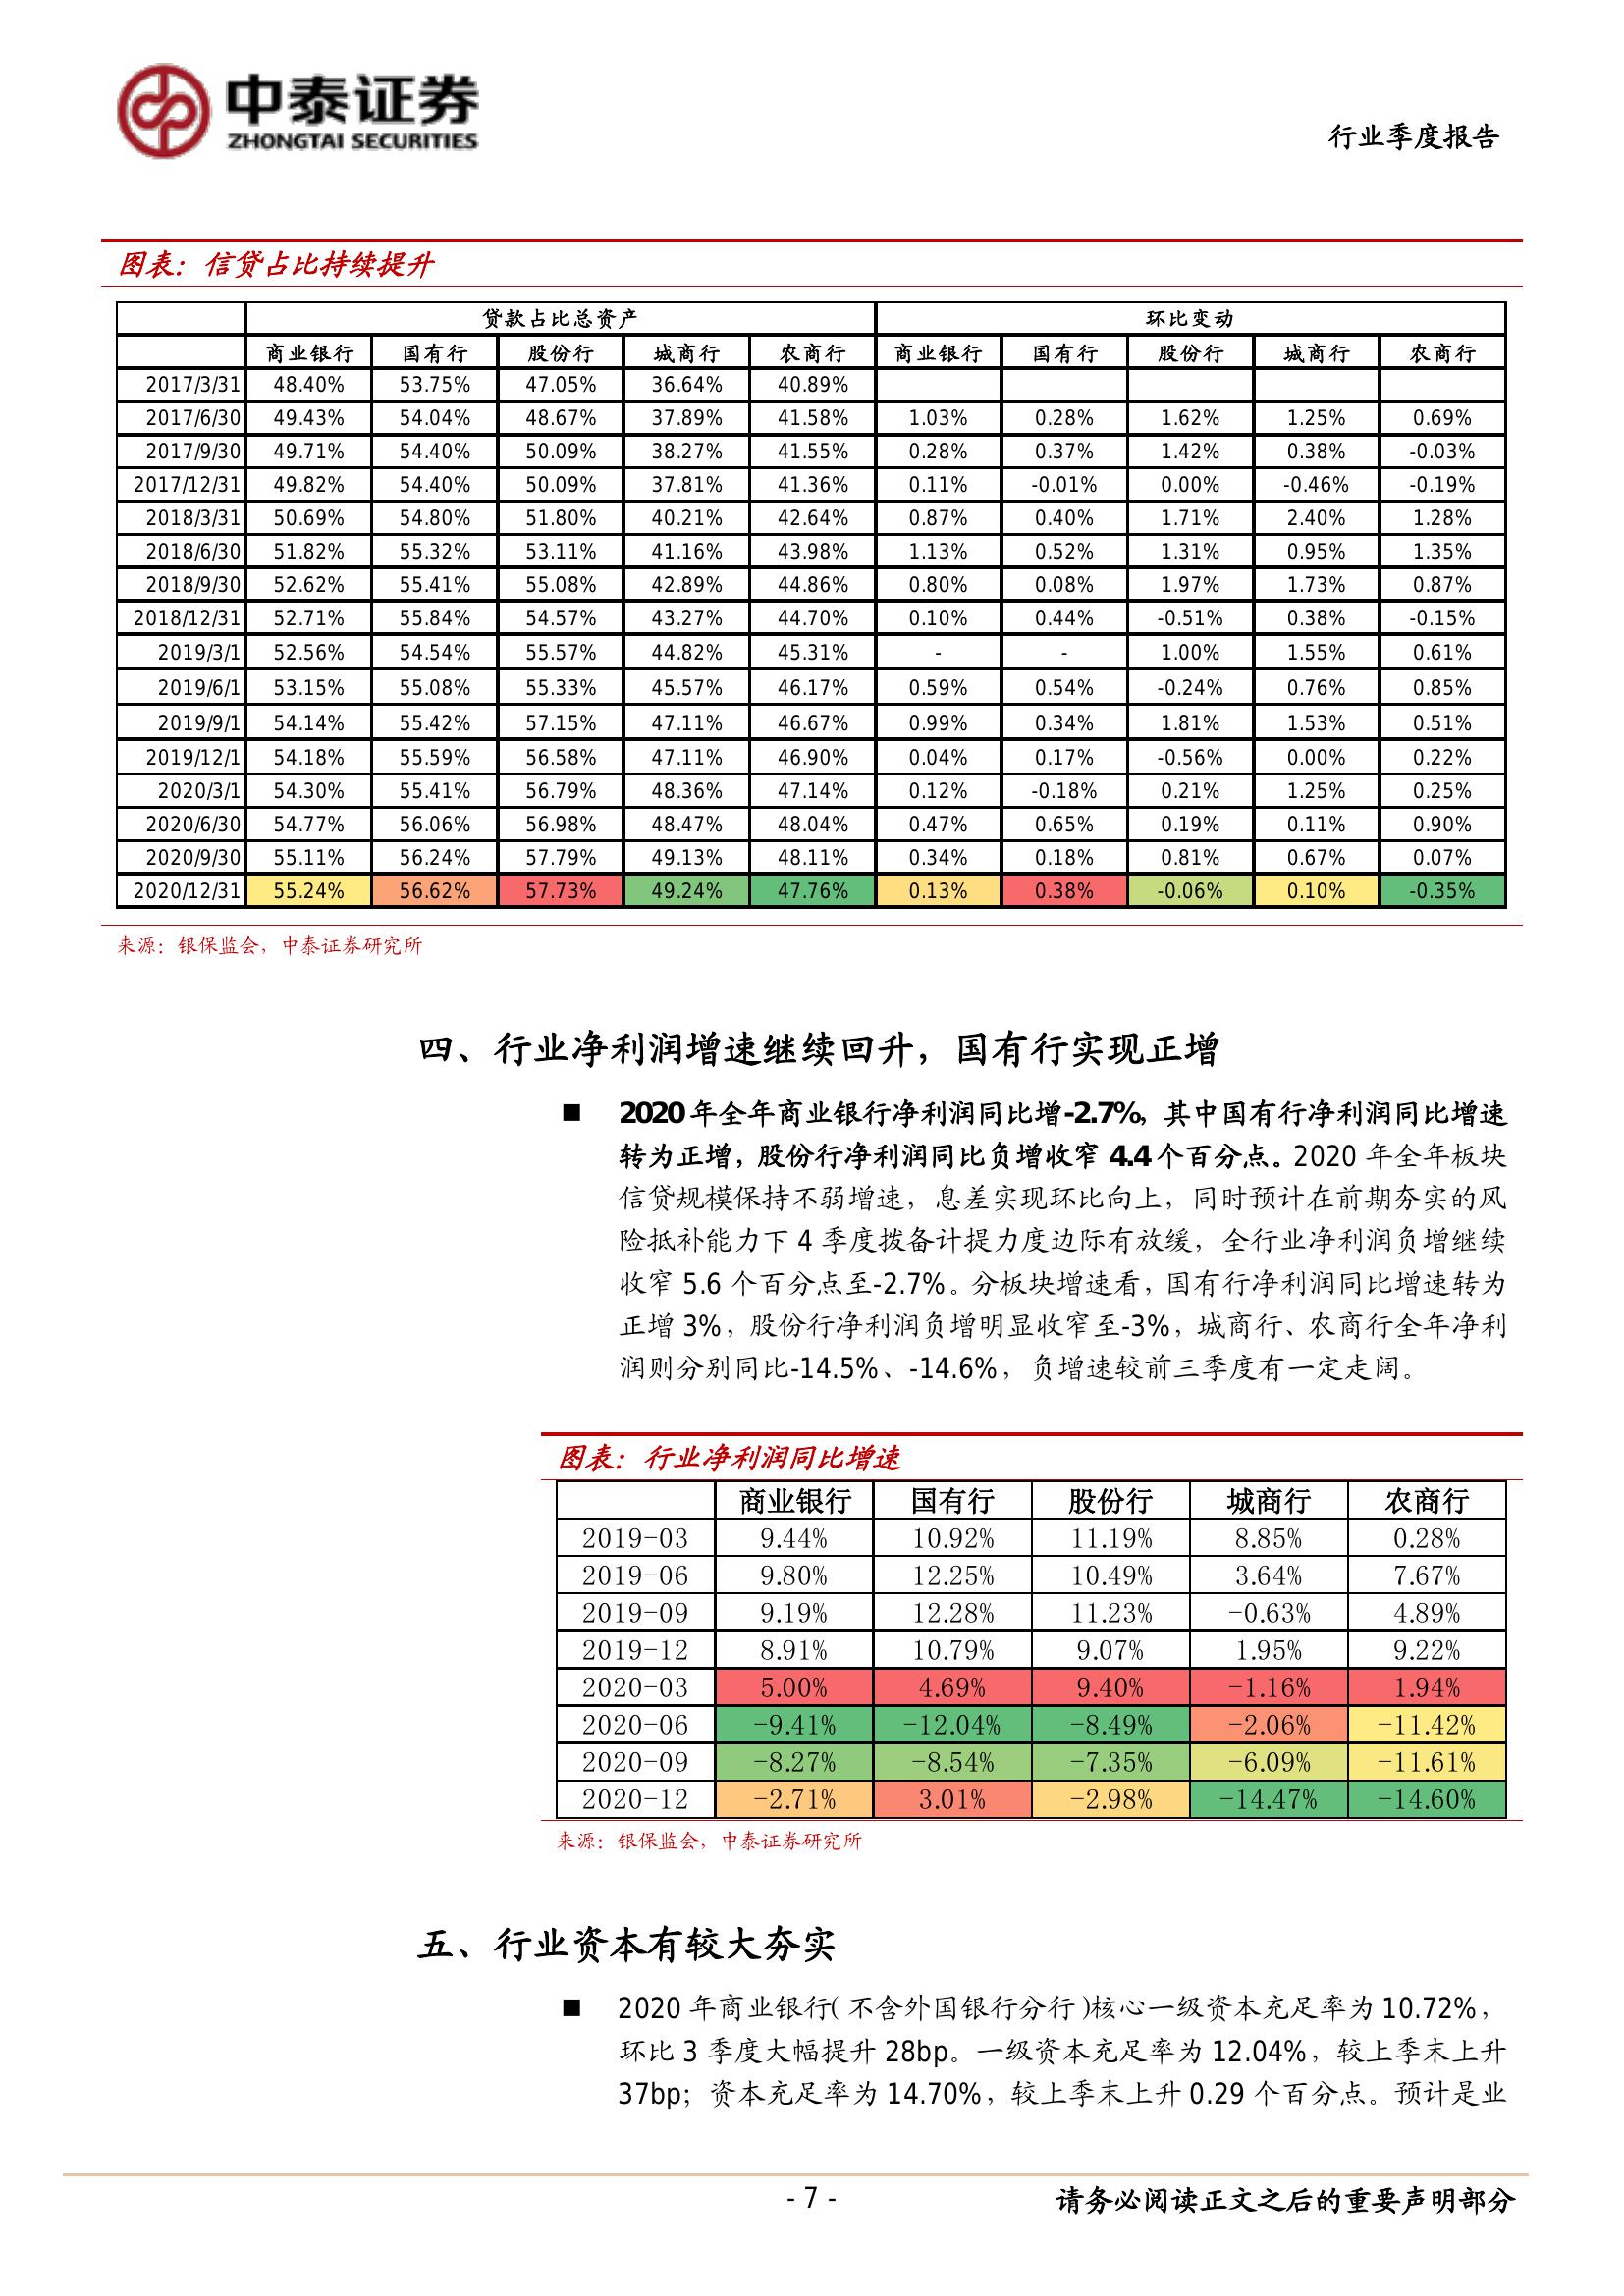 中泰证券
ZHONGTAI SECURITIES
行业季度报告
图表：信贷占比持续提升
贷款占比总资产 环比变动
商业银行 国有行 股份行 城商行 农商行 商业银行 国有行 股份行 城商行 农商行
2017/3/31 48.40% 53.75% 47.05% 36.64% 40.89%
2017/6/30 49.43% 54.04% 48.67% 37.89% 41.58% 1.03% 0.28% 1.62% 1.25% 0.69%
2017/9/30 49.71% 54.40% 50.09% 38.27% 41.55% 0.28% 0.37% 1.42% 0.38% -0.03%
2017/12/31 49.82% 54.40% 50.09% 37.81% 41.36% 0.11% -0.01% 0.00% -0.46% -0.19%
2018/3/31 50.69% 54.80% 51.80% 40.21% 42.64% 0.87% 0.40% 1.71% 2.40% 1.28%
2018/6/30 51.82% 55.32% 53.11% 41.16% 43.98% 1.13% 0.52% 1.31% 0.95% 1.35%
2018/9/30 52.62% 55.41% 55.08% 42.89% 44.86% 0.80% 0.08% 1.97% 1.73% 0.87%
2018/12/31 52.71% 55.84% 54.57% 43.27% 44.70% 0.10% 0.44% -0.51% 0.38% -0.15%
2019/3/1 52.56% 54.54% 55.57% 44.82% 45.31% - - 1.00% 1.55% 0.61%
2019/6/1 53.15% 55.08% 55.33% 45.57% 46.17% 0.59% 0.54% -0.24% 0.76% 0.85%
2019/9/1 54.14% 55.42% 57.15% 47.11% 46.67% 0.99% 0.34% 1.81% 1.53% 0.51%
2019/12/1 54.18% 55.59% 56.58% 47.11% 46.90% 0.04% 0.17% -0.56% 0.00% 0.22%
2020/3/1 54.30% 55.41% 56.79% 48.36% 47.14% 0.12% -0.18% 0.21% 1.25% 0.25%
2020/6/30 54.77% 56.06% 56.98% 48.47% 48.04% 0.47% 0.65% 0.19% 0.11% 0.90%
2020/9/30 55.11% 56.24% 57.79% 49.13% 48.11% 0.34% 0.18% 0.81% 0.67% 0.07%
2020/12/31 55.24% 56.62% 57.73% 49.24% 47.76% 0.13% 0.38% -0.06% 0.10% -0.35%
来源：银保监会，中泰证券研究所
四、行业净利润增速继续回升，国有行实现正增
■ 2020 年全年商业银行净利润同比增-2.7%，其中国有行净利润同比增速
转为正增，股份行净利润同比负增收窄 4.4 个百分点。2020 年全年板块
信贷规模保持不弱增速，息差实现环比向上，同时预计在前期夯实的风
险抵补能力下 4 季度拨备计提力度边际有放缓，全行业净利润负增继续
收窄 5.6 个百分点至-2.7%。分板块增速看，国有行净利润同比增速转为
正增 3%，股份行净利润负增明显收窄至-3%，城商行、农商行全年净利
润则分别同比-14.5%、-14.6%，负增速较前三季度有一定走阔。
图表：行业净利润同比增速
商业银行 国有行 股份行 城商行 农商行
2019-03 9.44% 10.92% 11.19% 8.85% 0.28%
2019-06 9.80% 12.25% 10.49% 3.64% 7.67%
2019-09 9.19% 12.28% 11.23% -0.63% 4.89%
2019-12 8.91% 10.79% 9.07% 1.95% 9.22%
2020-03 5.00% 4.69% 9.40% -1.16% 1.94%
2020-06 -9.41% -12.04% -8.49% -2.06% -11.42%
2020-09 -8.27% -8.54% -7.35% -6.09% -11.61%
2020-12 -2.71% 3.01% -2.98% -14.47% -14.60%
来源：银保监会，中泰证券研究所
五、行业资本有较大夯实
■ 2020 年商业银行(不含外国银行分行)核心一级资本充足率为 10.72%，
环比 3 季度大幅提升 28bp。一级资本充足率为 12.04%，较上季末上升
37bp；资本充足率为 14.70%，较上季末上升 0.29 个百分点。预计是业
- 7 -
请务必阅读正文之后的重要声明部分